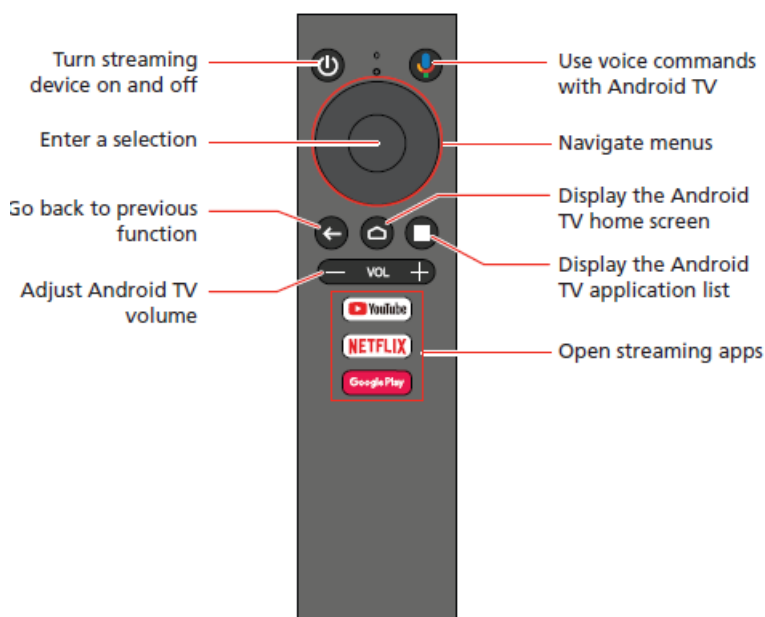 Turn streaming
device on and off
Use voice commands
with Android TV
Enter a selection
Navigate menus
Go back to previous
function
Display the Android
TV home screen
Display the Android
TV application list
Adjust Android TV
volume
VOL
YouTube
NETFLIX
Google Play
Open streaming apps